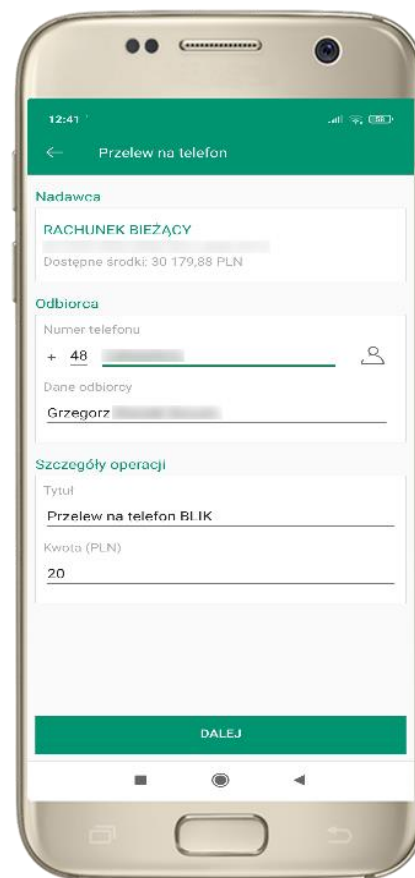 12:41
Przelew na telefon
Nadawca
RACHUNEK BIEŻĄCY
Dostępne środki: 30 179,88 PLN
Odbiorca
Numer telefonu
+ 48
Dane odbiorcy
Grzegorz
Szczegóły operacji
Tytuł
Przelew na telefon BLIK
Kwota (PLN)
20
DALEJ